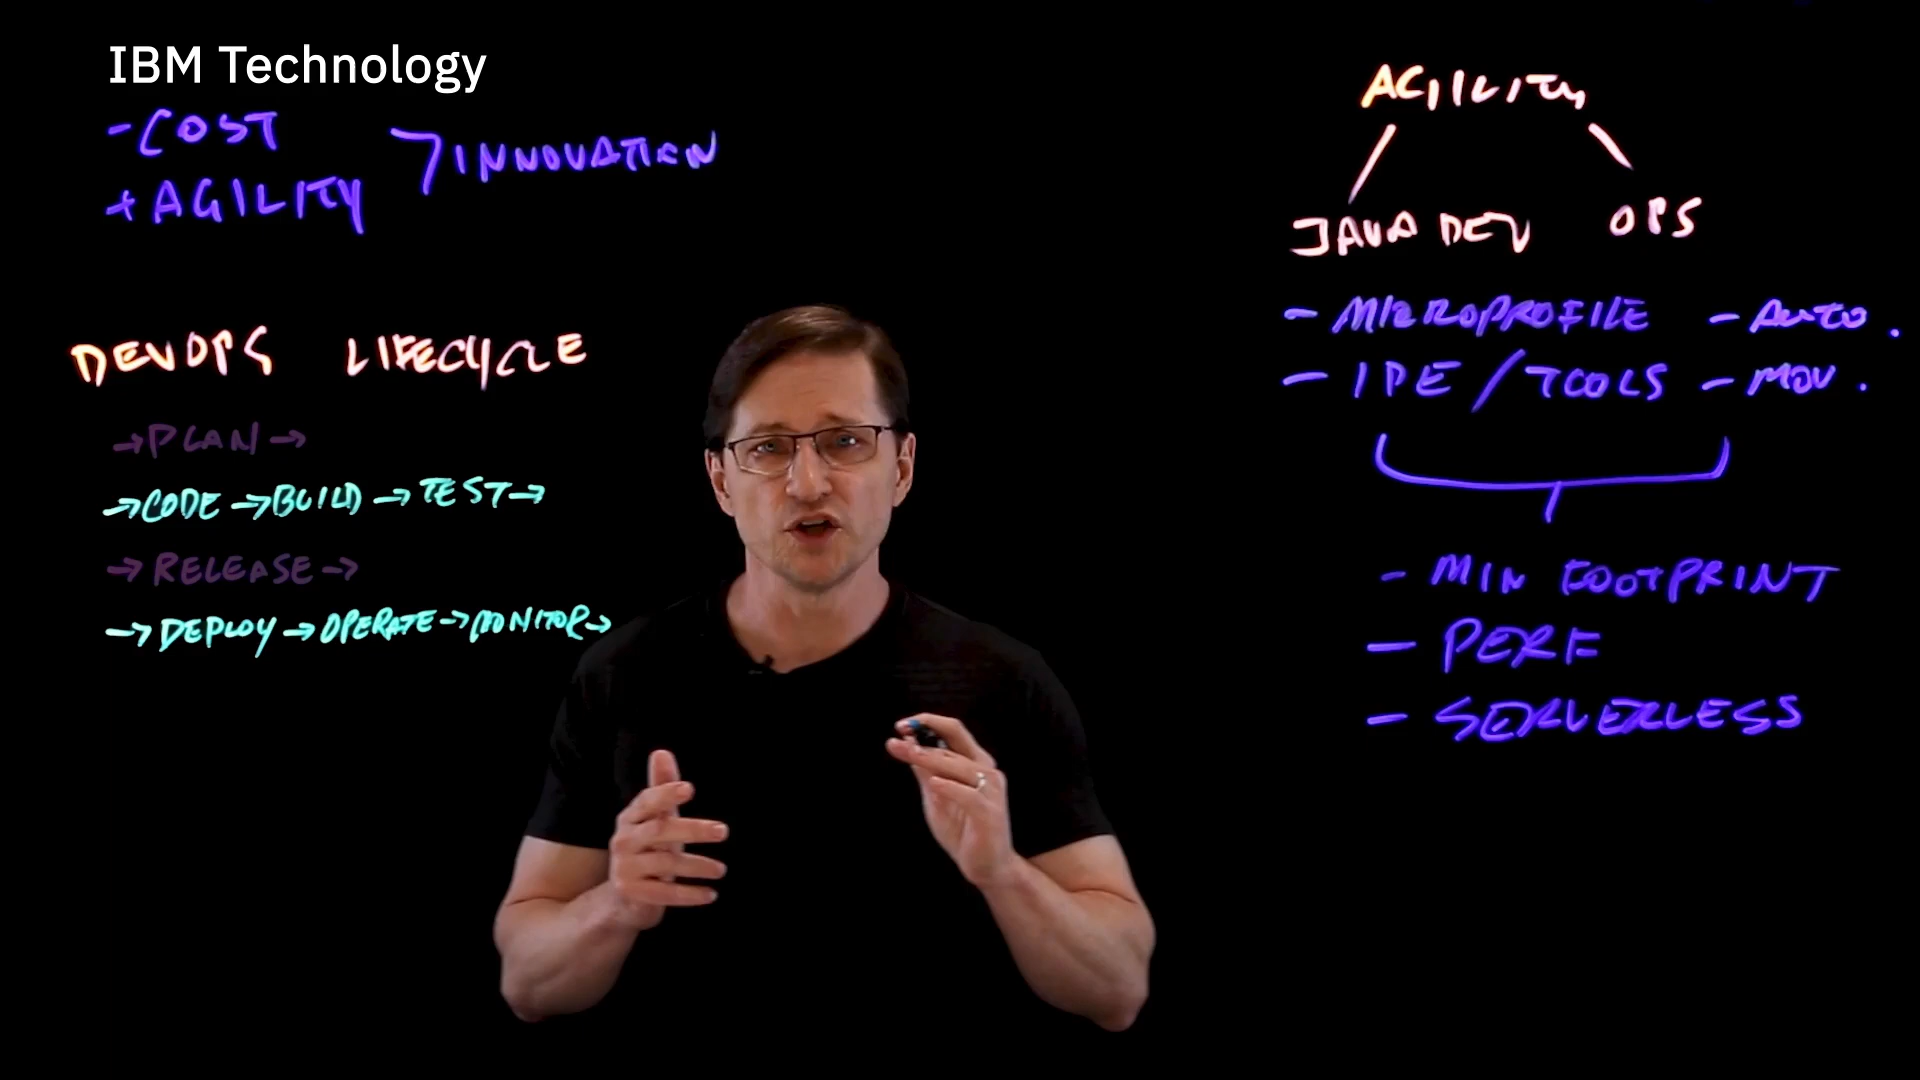 IBM Technology
- COST
+ AGILITY
> INNOVATION
DEVOPS LIFECYCLE
→ PLAN →
→ CODE → BUILD → TEST →
→ RELEASE →
→ DEPLOY → OPERATE → MONITOR →
AGILITY
JAVA DEV OPS
- MICROPROFILE - AUTO.
- IDE / TOOLS - MOV.
- MIN FOOTPRINT
- PERF
- SERVERLESS